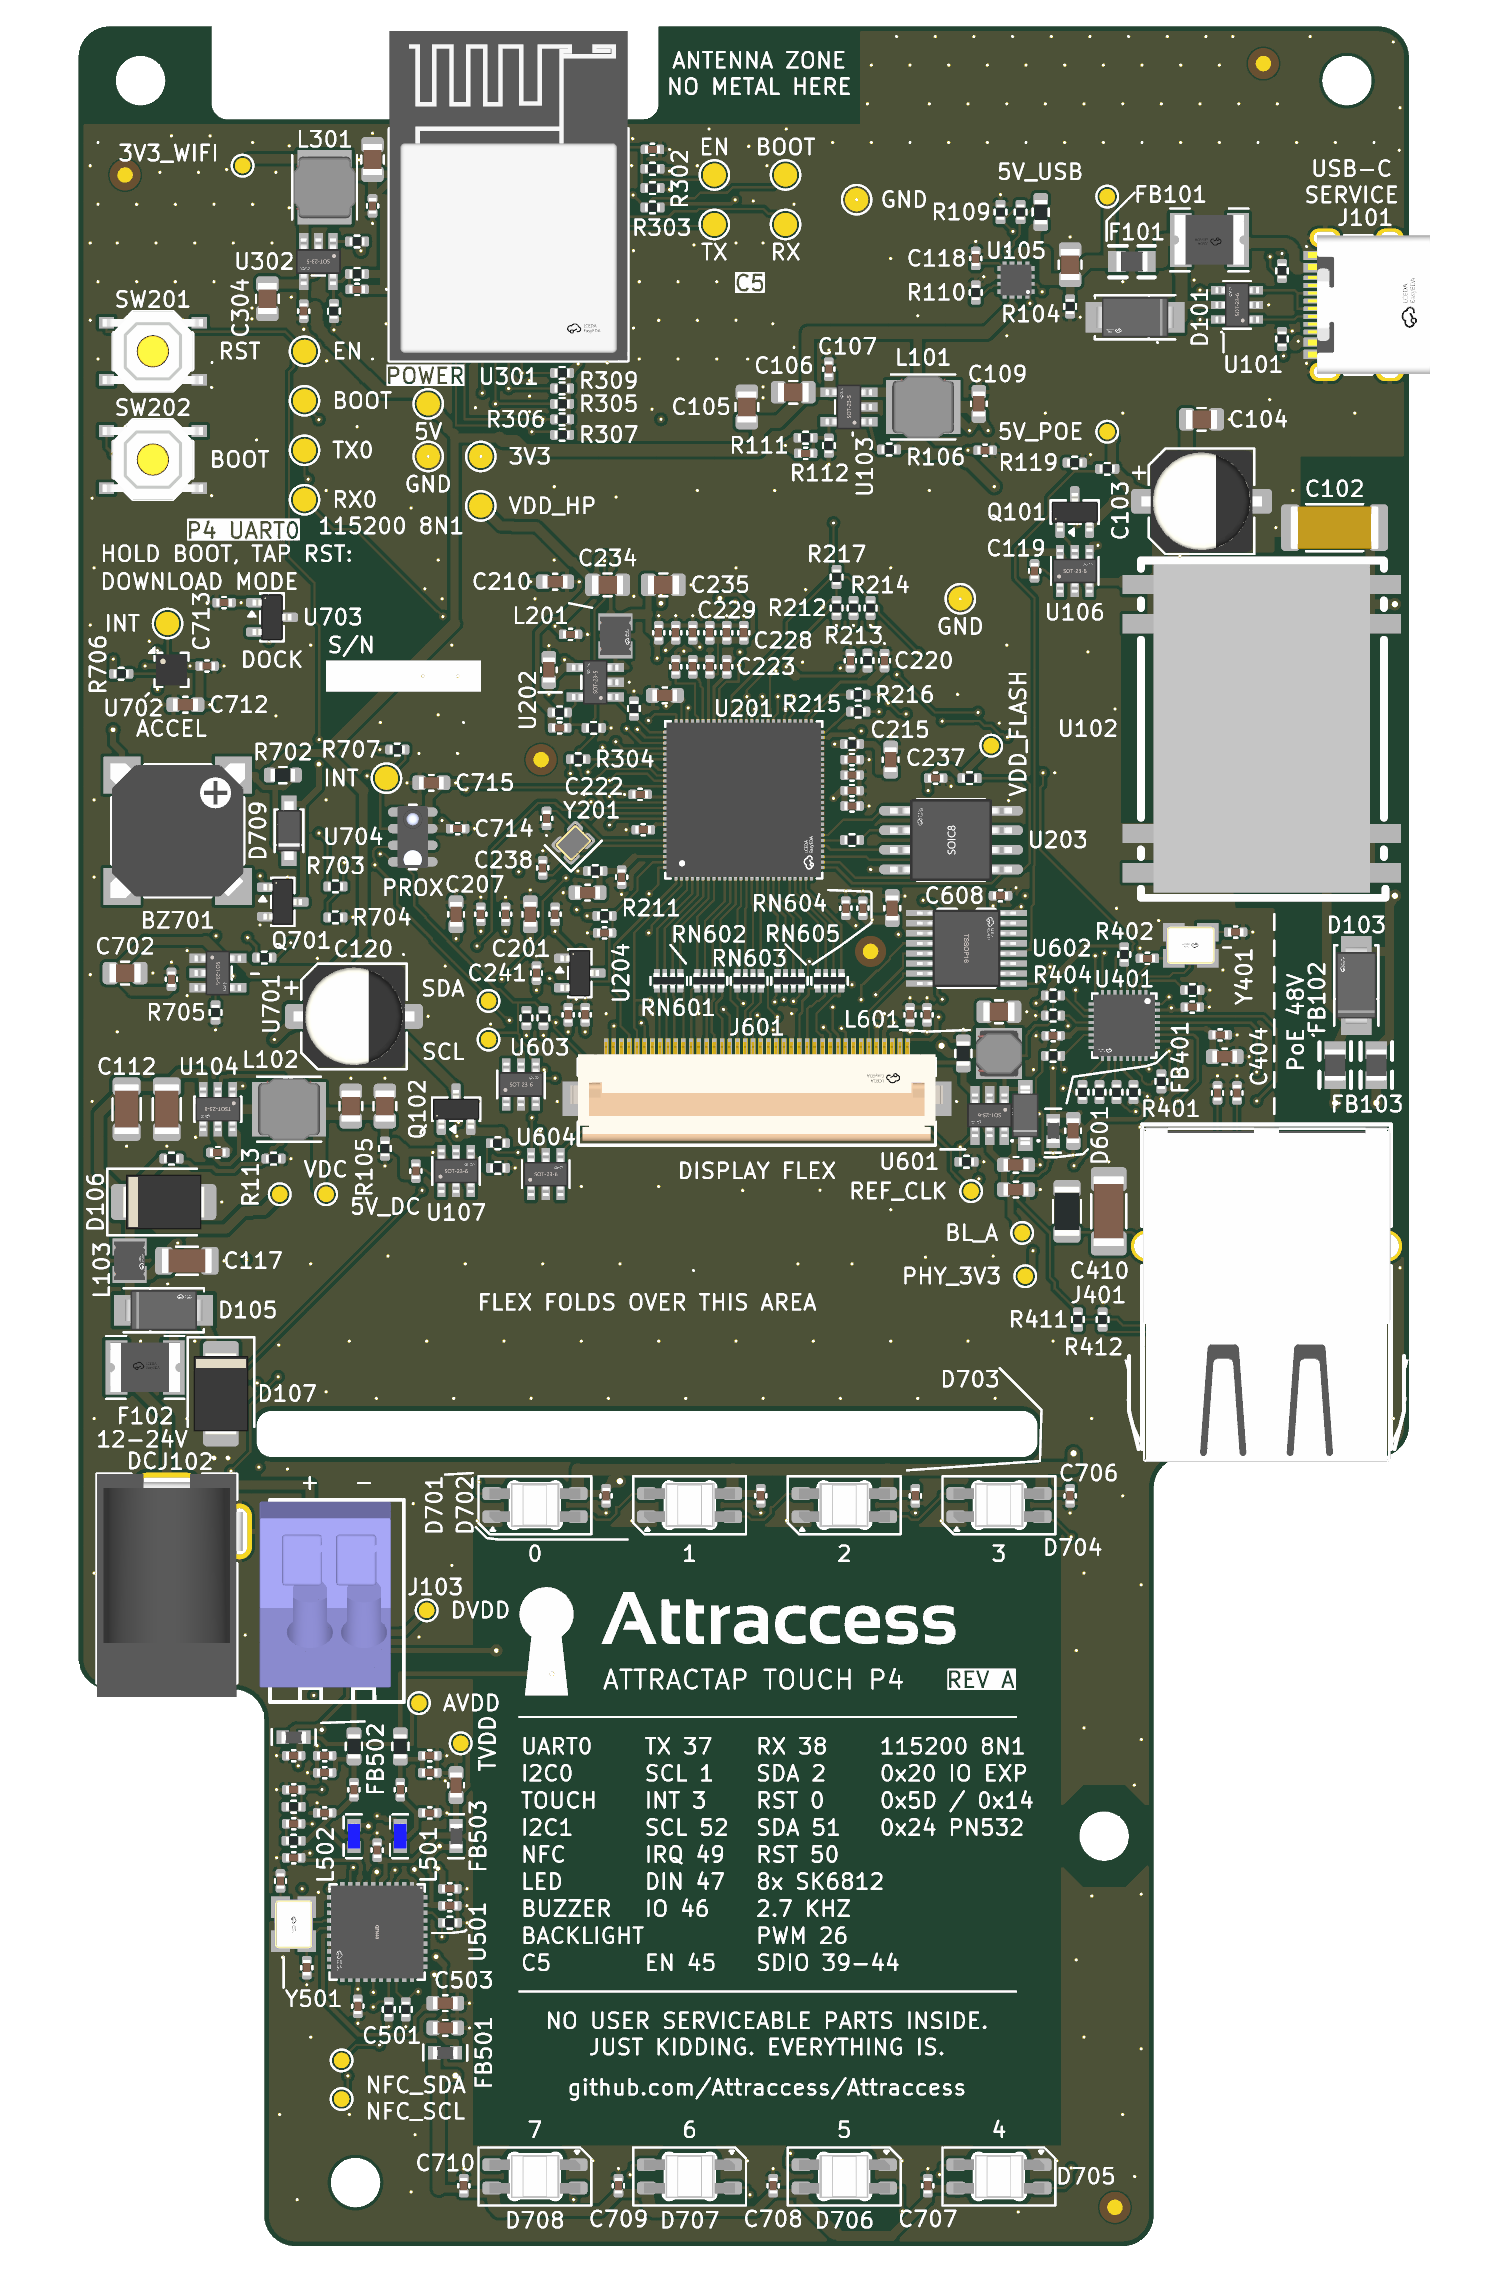 ANTENNA ZONE
NO METAL HERE
3V3_WIFI
L301
EN
BOOT
R302
R303
TX
RX
GND
C5
5V_USB
USB-C
SERVICE
J101
FB101
F101
R109
U105
C118
R110
R104
D101
U101
U302
C304
SW201
RST
EN
SW202
BOOT
BOOT
TX0
RX0
P4 UART0
115200 8N1
HOLD BOOT, TAP RST:
DOWNLOAD MODE
POWER
5V
GND
3V3
VDD_HP
U301
R309
R305
R306
R307
C107
C106
C105
L101
C109
R111
R112
U103
R106
5V_POE
C104
R119
C103
C102
Q101
C119
U106
INT
C713
U703
DOCK
R706
U702
C712
ACCEL
S/N
C210
C234
C235
L201
C229
C228
C223
U202
R217
R214
R212
R213
C220
GND
U201
R215
R216
C215
C237
VDD_FLASH
U102
R702
R707
INT
C715
R304
C222
Y201
D709
U704
C714
C238
R703
PROX
R704
BZ701
Q701
SOIC8
U203
C207
R211
C201
C241
U204
RN602
RN603
RN605
RN604
RN601
C608
U602
R402
R404
U401
Y401
D103
PoE 48V
FB102
C702
R705
U701
C120
SDA
SCL
U603
J601
L601
FB401
C404
FB103
R401
C112
U104
L102
Q102
U604
DISPLAY FLEX
U601
D601
REF_CLK
BL_A
PHY_3V3
D106
R113
VDC
R105
5V_DC
U107
L103
C117
D105
FLEX FOLDS OVER THIS AREA
C410
J401
R411
R412
D703
F102
D107
12-24V
DCJ102
+ -
D701
D702
C706
D704
0 1 2 3
J103
DVDD
Attraccess
ATTRACTAP TOUCH P4 REV A
AVDD
TVDD
FB502
UART0 TX 37 RX 38 115200 8N1
I2C0 SCL 1 SDA 2 0x20 IO EXP
TOUCH INT 3 RST 0 0x5D / 0x14
I2C1 SCL 52 SDA 51 0x24 PN532
NFC IRQ 49 RST 50
LED DIN 47 8x SK6812
BUZZER IO 46 2.7 KHZ
BACKLIGHT PWM 26
C5 EN 45 SDIO 39-44
L502
L501
FB503
U501
Y501
C503
C501
FB501
NO USER SERVICEABLE PARTS INSIDE.
JUST KIDDING. EVERYTHING IS.
github.com/Attraccess/Attraccess
NFC_SDA
NFC_SCL
7 6 5 4
C710
D708
C709
D707
C708
D706
C707
D705